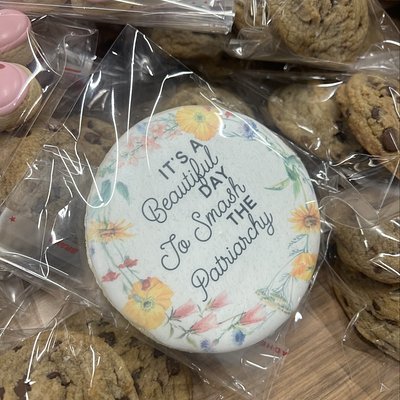 IT'S A
Beautiful
DAY
To Smash
THE
Patriarchy